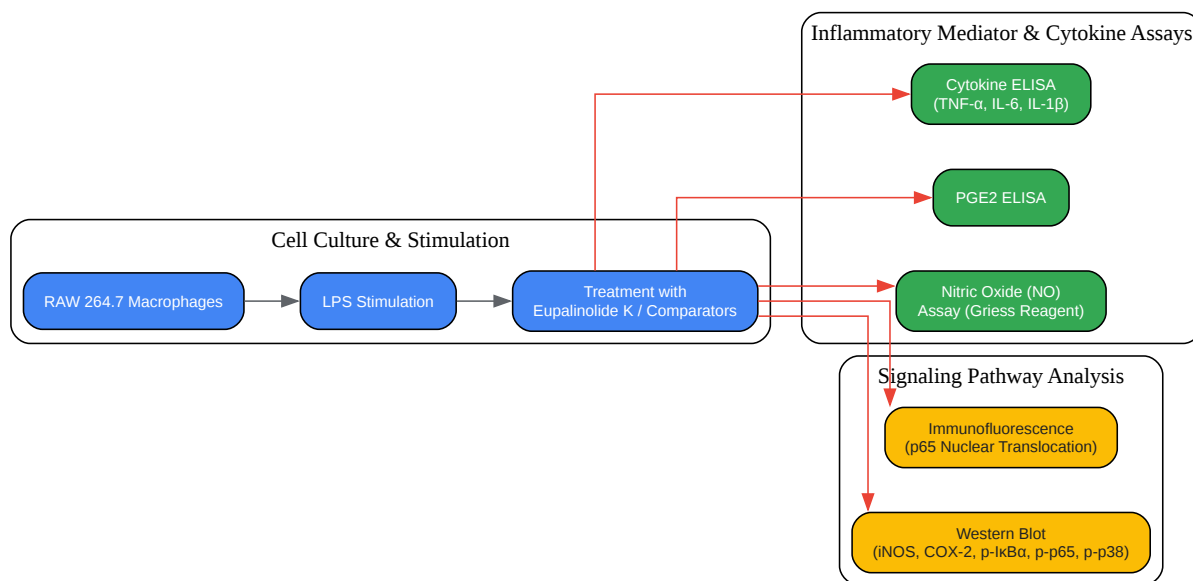 Inflammatory Mediator & Cytokine Assays
Cytokine ELISA
(TNF-α, IL-6, IL-1β)
PGE2 ELISA
Cell Culture & Stimulation
RAW 264.7 Macrophages
LPS Stimulation
Treatment with
Eupalinolide K / Comparators
Nitric Oxide (NO)
Assay (Griess Reagent)
Signaling Pathway Analysis
Immunofluorescence
(p65 Nuclear Translocation)
Western Blot
(iNOS, COX-2, p-IκBα, p-p65, p-p38)